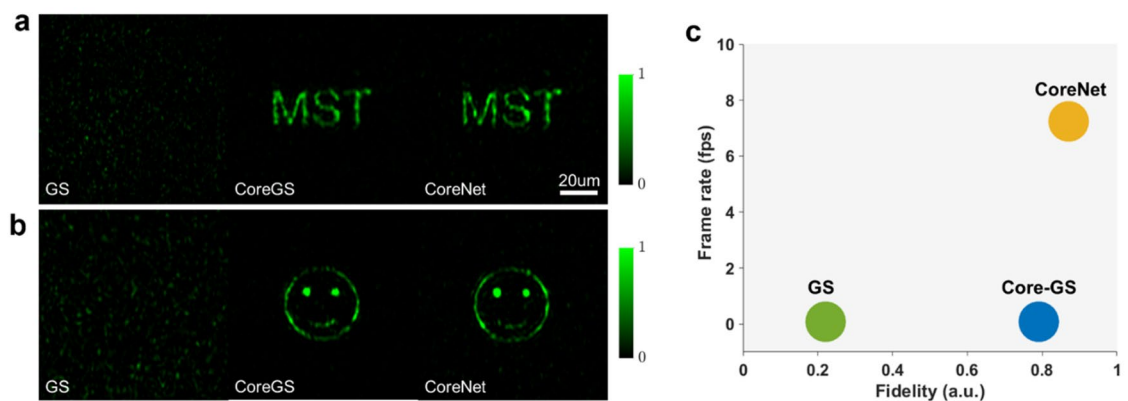 a
MST
MST
GS
CoreGS
CoreNet
20um
1
0
b
GS
CoreGS
CoreNet
1
0
c
10
8
6
4
2
0
Frame rate (fps)
CoreNet
GS
Core-GS
0
0.2
0.4
0.6
0.8
1
Fidelity (a.u.)